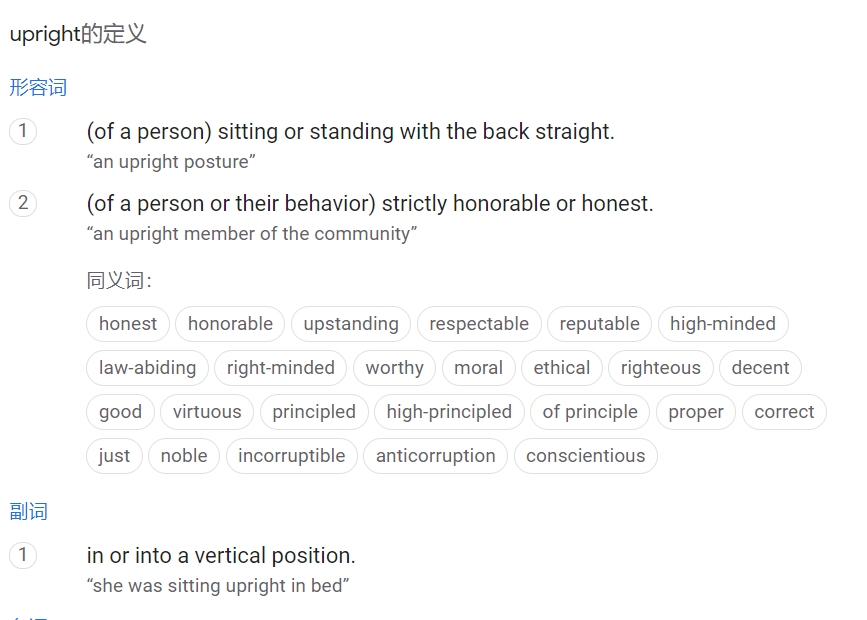 upright的定义
形容词
1 (of a person) sitting or standing with the back straight.
“an upright posture”
2 (of a person or their behavior) strictly honorable or honest.
“an upright member of the community”
同义词：
honest honorable upstanding respectable reputable high-minded
law-abiding right-minded worthy moral ethical righteous decent
good virtuous principled high-principled of principle proper correct
just noble incorruptible anticorruption conscientious
副词
1 in or into a vertical position.
“she was sitting upright in bed”